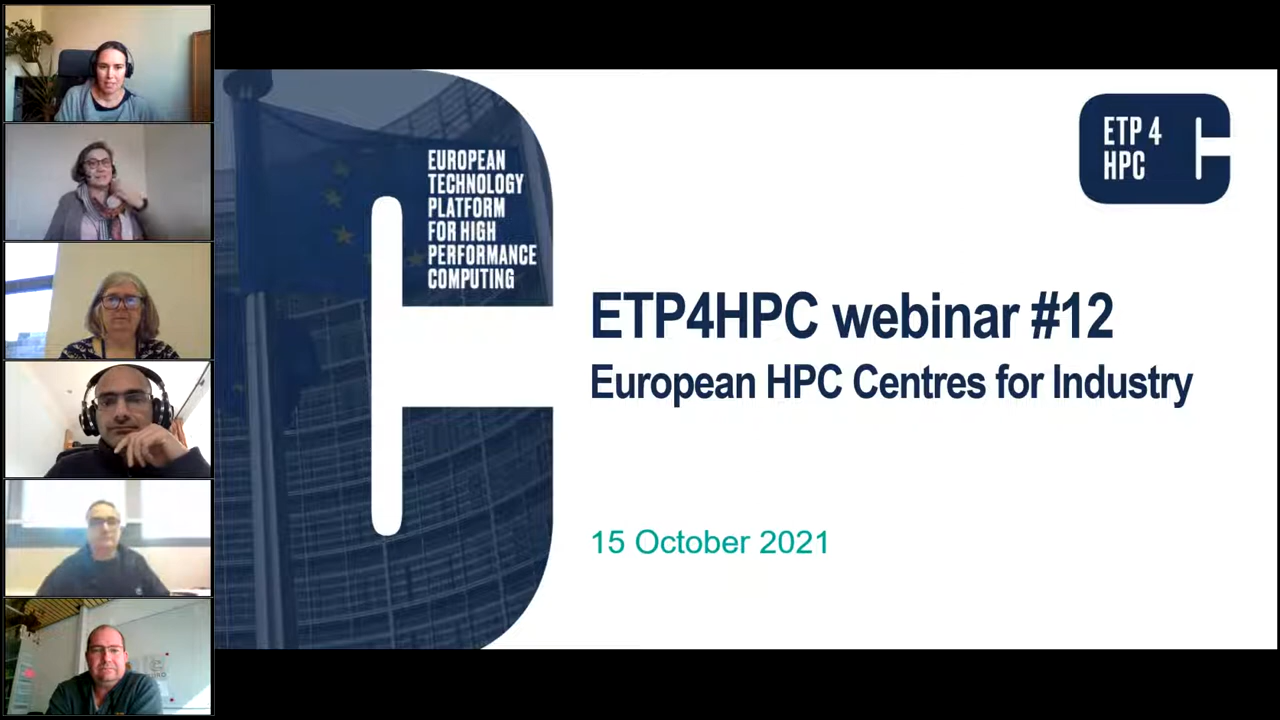 EUROPEAN
TECHNOLOGY
PLATFORM
FOR HIGH
PERFORMANCE
COMPUTING
ETP 4
HPC
ETP4HPC webinar #12
European HPC Centres for Industry
15 October 2021